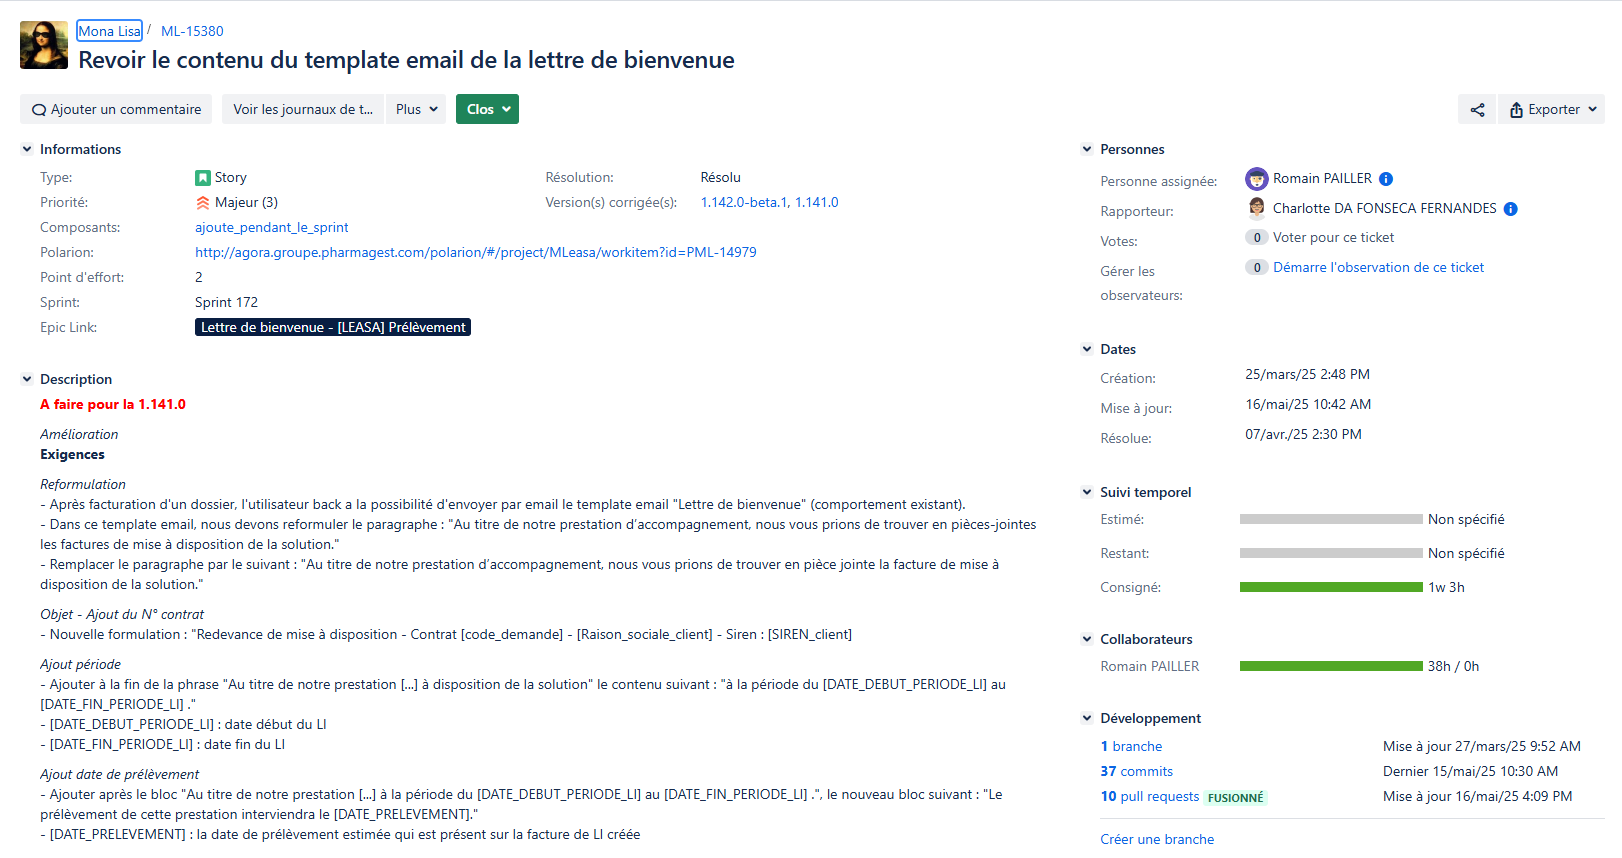 Mona Lisa / ML-15380
Revoir le contenu du template email de la lettre de bienvenue
Ajouter un commentaire
Voir les journaux de t...
Plus
Clos
Exporter
Informations
Type: Story
Résolution: Résolu
Priorité: Majeur (3)
Version(s) corrigée(s): 1.142.0-beta.1, 1.141.0
Composants: ajoute_pendant_le_sprint
Polarion: http://agora.groupe.pharmagest.com/polarion/#/project/MLeasa/workitem?id=PML-14979
Point d'effort: 2
Sprint: Sprint 172
Epic Link: Lettre de bienvenue - [LEASA] Prélèvement
Description
A faire pour la 1.141.0
Amélioration
Exigences
Reformulation
- Après facturation d'un dossier, l'utilisateur back a la possibilité d'envoyer par email le template email "Lettre de bienvenue" (comportement existant).
- Dans ce template email, nous devons reformuler le paragraphe : "Au titre de notre prestation d’accompagnement, nous vous prions de trouver en pièces-jointes
les factures de mise à disposition de la solution."
- Remplacer le paragraphe par le suivant : "Au titre de notre prestation d’accompagnement, nous vous prions de trouver en pièce jointe la facture de mise à
disposition de la solution."
Objet - Ajout du N° contrat
- Nouvelle formulation : "Redevance de mise à disposition - Contrat [code_demande] - [Raison_sociale_client] - Siren : [SIREN_client]
Ajout période
- Ajouter à la fin de la phrase "Au titre de notre prestation [...] à disposition de la solution" le contenu suivant : "à la période du [DATE_DEBUT_PERIODE_LI] au
[DATE_FIN_PERIODE_LI] ."
- [DATE_DEBUT_PERIODE_LI] : date début du LI
- [DATE_FIN_PERIODE_LI] : date fin du LI
Ajout date de prélèvement
- Ajouter après le bloc "Au titre de notre prestation [...] à la période du [DATE_DEBUT_PERIODE_LI] au [DATE_FIN_PERIODE_LI] .", le nouveau bloc suivant : "Le
prélèvement de cette prestation interviendra le [DATE_PRELEVEMENT]."
- [DATE_PRELEVEMENT] : la date de prélèvement estimée qui est présent sur la facture de LI créée
Personnes
Personne assignée: Romain PAILLER
Rapporteur: Charlotte DA FONSECA FERNANDES
Votes: 0 Voter pour ce ticket
Gérer les
observateurs:
0 Démarre l'observation de ce ticket
Dates
Création: 25/mars/25 2:48 PM
Mise à jour: 16/mai/25 10:42 AM
Résolue: 07/avr./25 2:30 PM
Suivi temporel
Estimé: Non spécifié
Restant: Non spécifié
Consigné: 1w 3h
Collaborateurs
Romain PAILLER 38h / 0h
Développement
1 branche Mise à jour 27/mars/25 9:52 AM
37 commits Dernier 15/mai/25 10:30 AM
10 pull requests FUSIONNÉ Mise à jour 16/mai/25 4:09 PM
Créer une branche